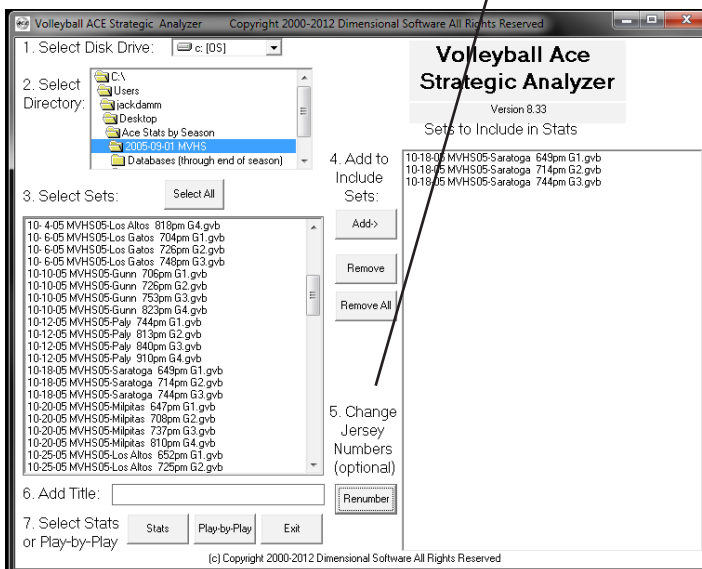 Volleyball ACE Strategic Analyzer Copyright 2000-2012 Dimensional Software All Rights Reserved
1. Select Disk Drive:
c: [OS]
2. Select
Directory:
C:\
Users
jackdamm
Desktop
Ace Stats by Season
2005-09-01 MVHS
Databases (through end of season)
Volleyball Ace
Strategic Analyzer
Version 8.33
Sets to Include in Stats
10-18-05 MVHS05-Saratoga 649pm G1.gvb
10-18-05 MVHS05-Saratoga 714pm G2.gvb
10-18-05 MVHS05-Saratoga 744pm G3.gvb
3. Select Sets:
Select All
10- 4-05 MVHS05-Los Altos 818pm G4.gvb
10- 6-05 MVHS05-Los Gatos 704pm G1.gvb
10- 6-05 MVHS05-Los Gatos 726pm G2.gvb
10- 6-05 MVHS05-Los Gatos 748pm G3.gvb
10-10-05 MVHS05-Gunn 706pm G1.gvb
10-10-05 MVHS05-Gunn 726pm G2.gvb
10-10-05 MVHS05-Gunn 753pm G3.gvb
10-10-05 MVHS05-Gunn 823pm G4.gvb
10-12-05 MVHS05-Paly 744pm G1.gvb
10-12-05 MVHS05-Paly 813pm G2.gvb
10-12-05 MVHS05-Paly 840pm G3.gvb
10-12-05 MVHS05-Paly 910pm G4.gvb
10-18-05 MVHS05-Saratoga 649pm G1.gvb
10-18-05 MVHS05-Saratoga 714pm G2.gvb
10-18-05 MVHS05-Saratoga 744pm G3.gvb
10-20-05 MVHS05-Milpitas 647pm G1.gvb
10-20-05 MVHS05-Milpitas 708pm G2.gvb
10-20-05 MVHS05-Milpitas 737pm G3.gvb
10-20-05 MVHS05-Milpitas 810pm G4.gvb
10-25-05 MVHS05-Los Altos 652pm G1.gvb
10-25-05 MVHS05-Los Altos 725pm G2.gvb
4. Add to
Include
Sets:
Add->
Remove
Remove All
5. Change
Jersey
Numbers
(optional)
Renumber
6. Add Title:
7. Select Stats
or Play-by-Play
Stats
Play-by-Play
Exit
(c) Copyright 2000-2012 Dimensional Software All Rights Reserved